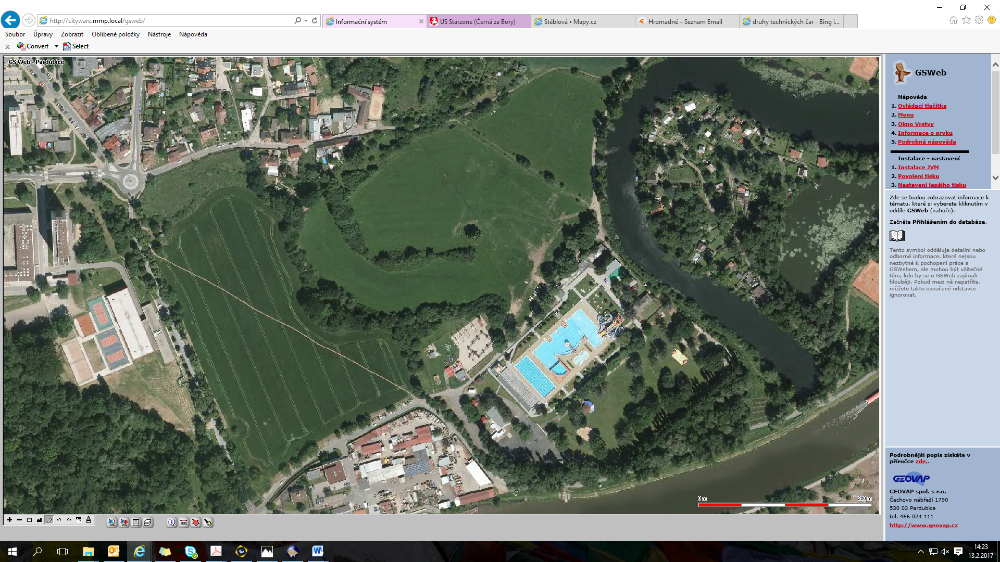 http://cityware.mmp.local/gsweb/
Informační systém
US Starzone (Černá za Bory)
Stéblová • Mapy.cz
Hromadné – Seznam Email
druhy technických čar - Bing i...
Soubor Úpravy Zobrazit Oblíbené položky Nástroje Nápověda
x Convert Select
GS Web - Pardubice
0 m 200 m
GSWeb
Nápověda
1. Ovládací tlačítka
2. Menu
3. Okno Vrstvy
4. Informace o prvku
5. Podrobná nápověda
Instalace - nastavení
1. Instalace JVM
2. Povolení tisku
3. Nastavení lepšího tisku
Zde se budou zobrazovat informace k
tématu, které si vyberete kliknutím v
oddíle GSWeb (nahoře).
Začněte Přihlášením do databáze.
Tento symbol odděluje detailní nebo
odborné informace, které nejsou
nezbytné k pochopení práce s
GSWebem, ale mohou být užitečné
těm, kdo by se o GSWeb zajímali
hlouběji. Pokud mezi ně nepatříte,
můžete takto označené odstavce
ignorovat.
Podrobnější popis získáte v
příručce zde..
GEOVAP
GEOVAP spol. s r.o.
Čechovo nábřeží 1790
530 03 Pardubice
tel. 466 024 111
http://www.geovap.cz
14:23
13.2.2017